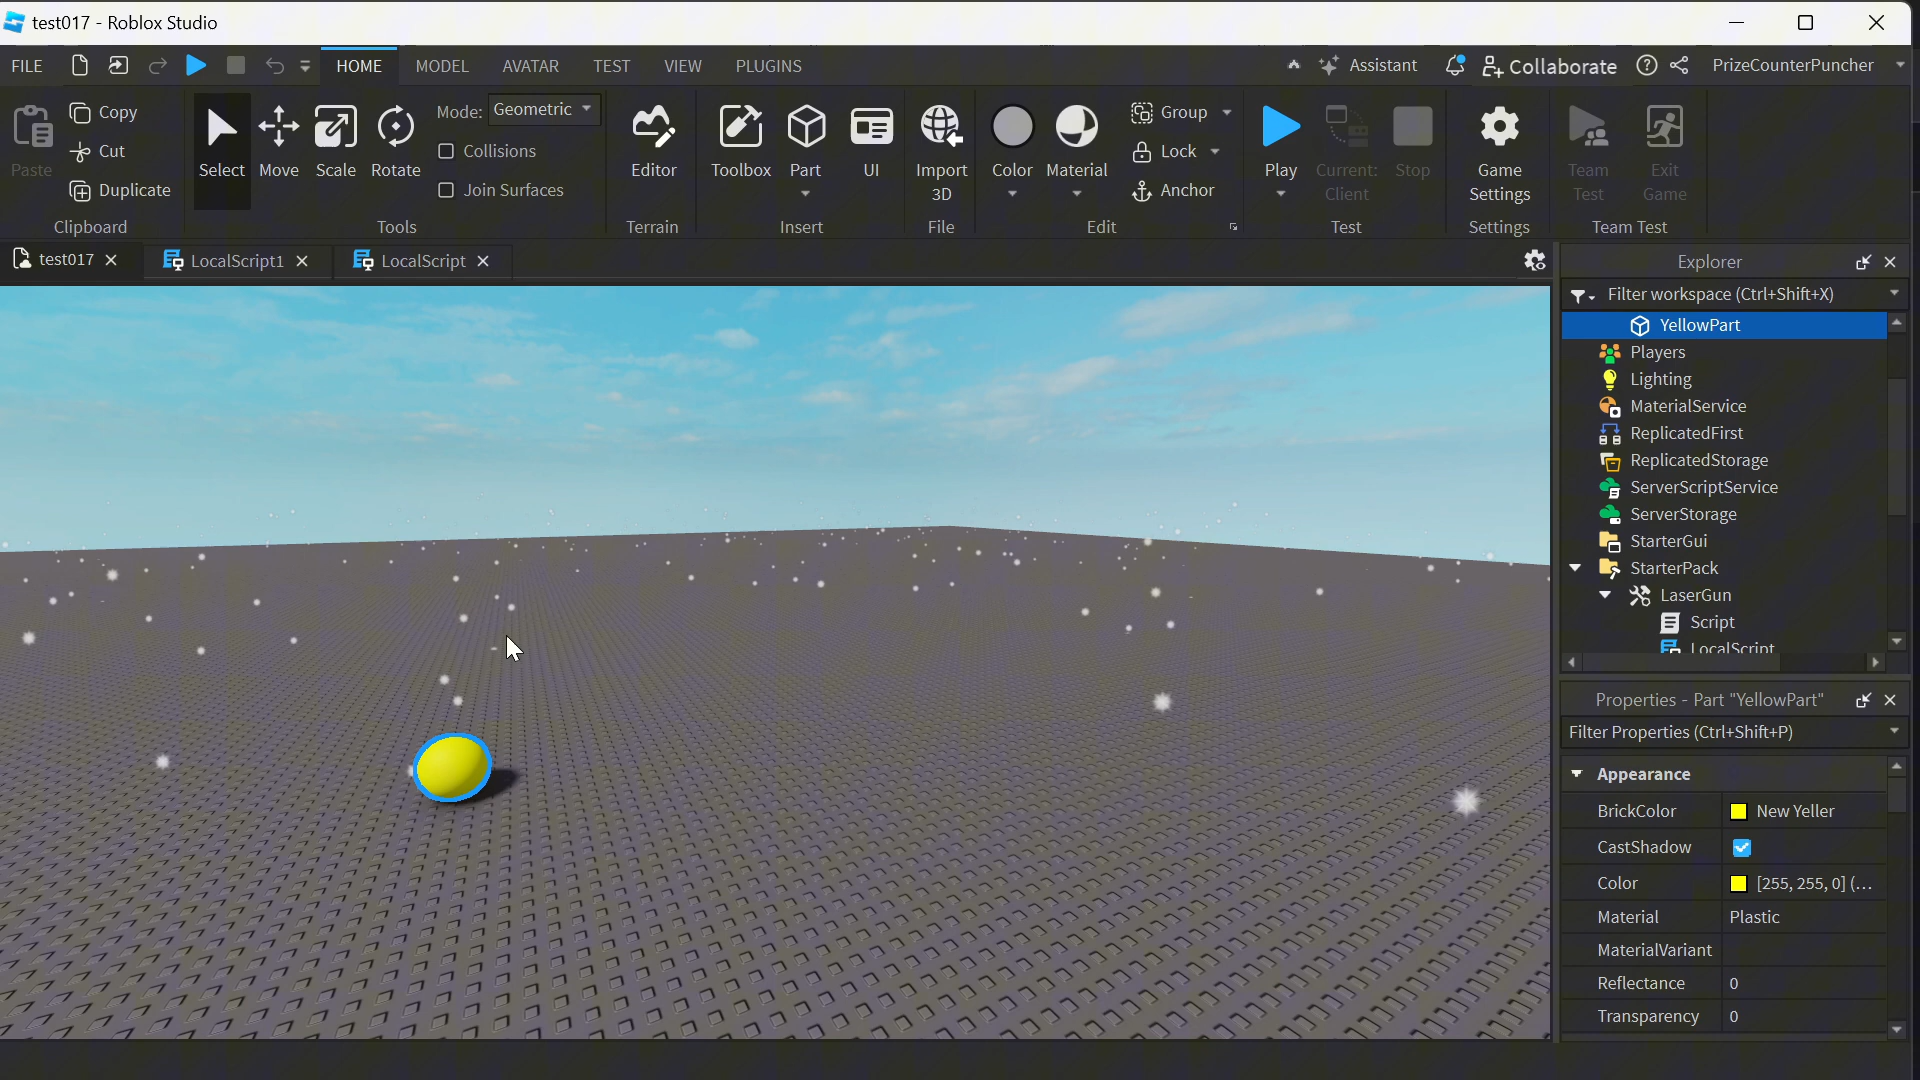 test017 - Roblox Studio
FILE HOME MODEL AVATAR TEST VIEW PLUGINS Assistant Collaborate PrizeCounterPuncher
Paste
Copy
Cut
Duplicate
Clipboard
Select Move Scale Rotate
Mode: Geometric
Collisions
Join Surfaces
Tools
Editor
Terrain
Toolbox Part UI
Insert
Import
3D
File
Color Material
Group
Lock
Anchor
Edit
Play
Current:
Client
Stop
Test
Game
Settings
Settings
Team
Test
Exit
Game
Team Test
test017 LocalScript1 LocalScript
Explorer
Filter workspace (Ctrl+Shift+X)
YellowPart
Players
Lighting
MaterialService
ReplicatedFirst
ReplicatedStorage
ServerScriptService
ServerStorage
StarterGui
StarterPack
LaserGun
Script
LocalScript
Properties - Part "YellowPart"
Filter Properties (Ctrl+Shift+P)
Appearance
BrickColor New Yeller
CastShadow
Color [255, 255, 0] (...
Material Plastic
MaterialVariant
Reflectance 0
Transparency 0